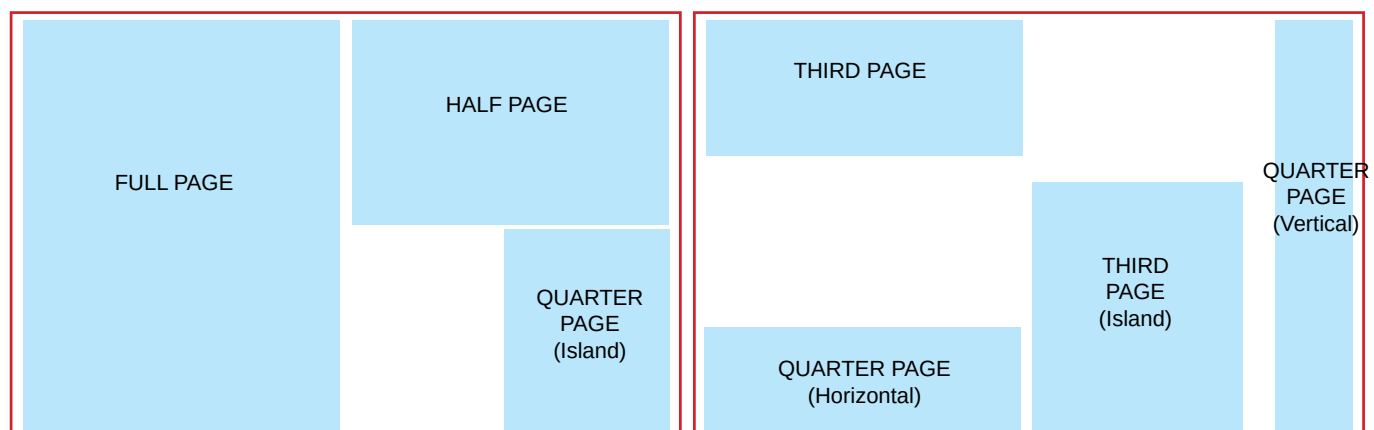 FULL PAGE
HALF PAGE
QUARTER
PAGE
(Island)
THIRD PAGE
QUARTER PAGE
(Horizontal)
THIRD
PAGE
(Island)
QUARTER
PAGE
(Vertical)